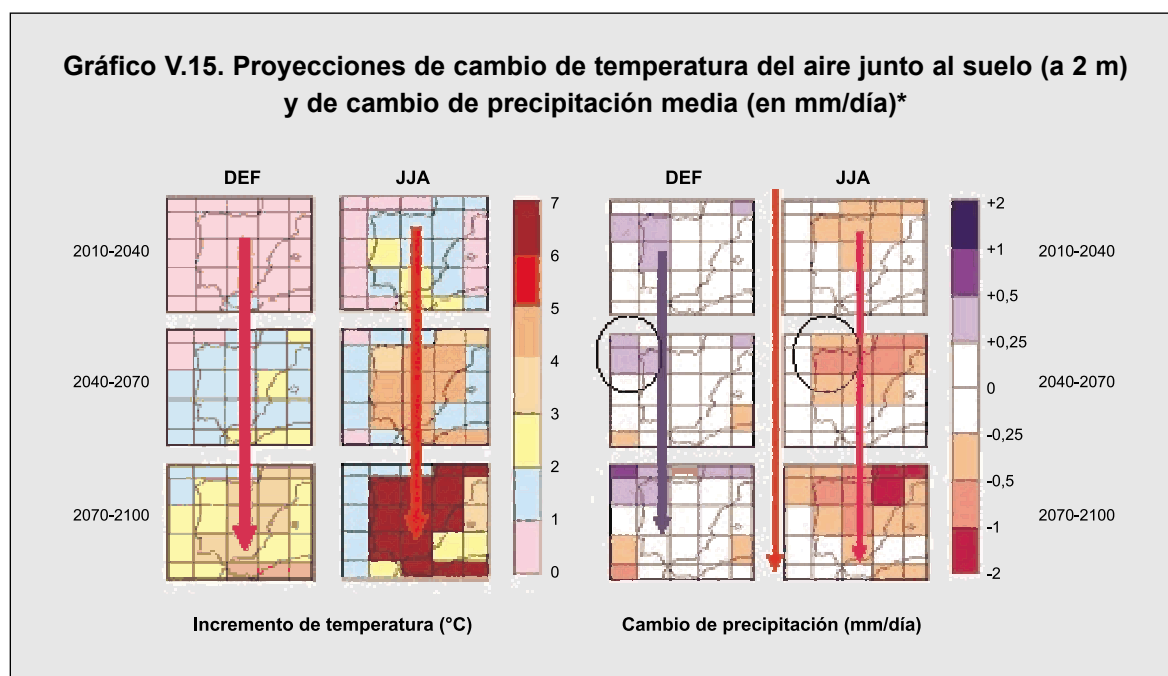 Gráfico V.15. Proyecciones de cambio de temperatura del aire junto al suelo (a 2 m)
y de cambio de precipitación media (en mm/día)*
DEF
JJA
DEF
JJA
2010-2040
2040-2070
2070-2100
7
6
5
4
3
2
1
0
+2
+1
+0,5
+0,25
0
-0,25
-0,5
-1
-2
2010-2040
2040-2070
2070-2100
Incremento de temperatura (°C)
Cambio de precipitación (mm/día)